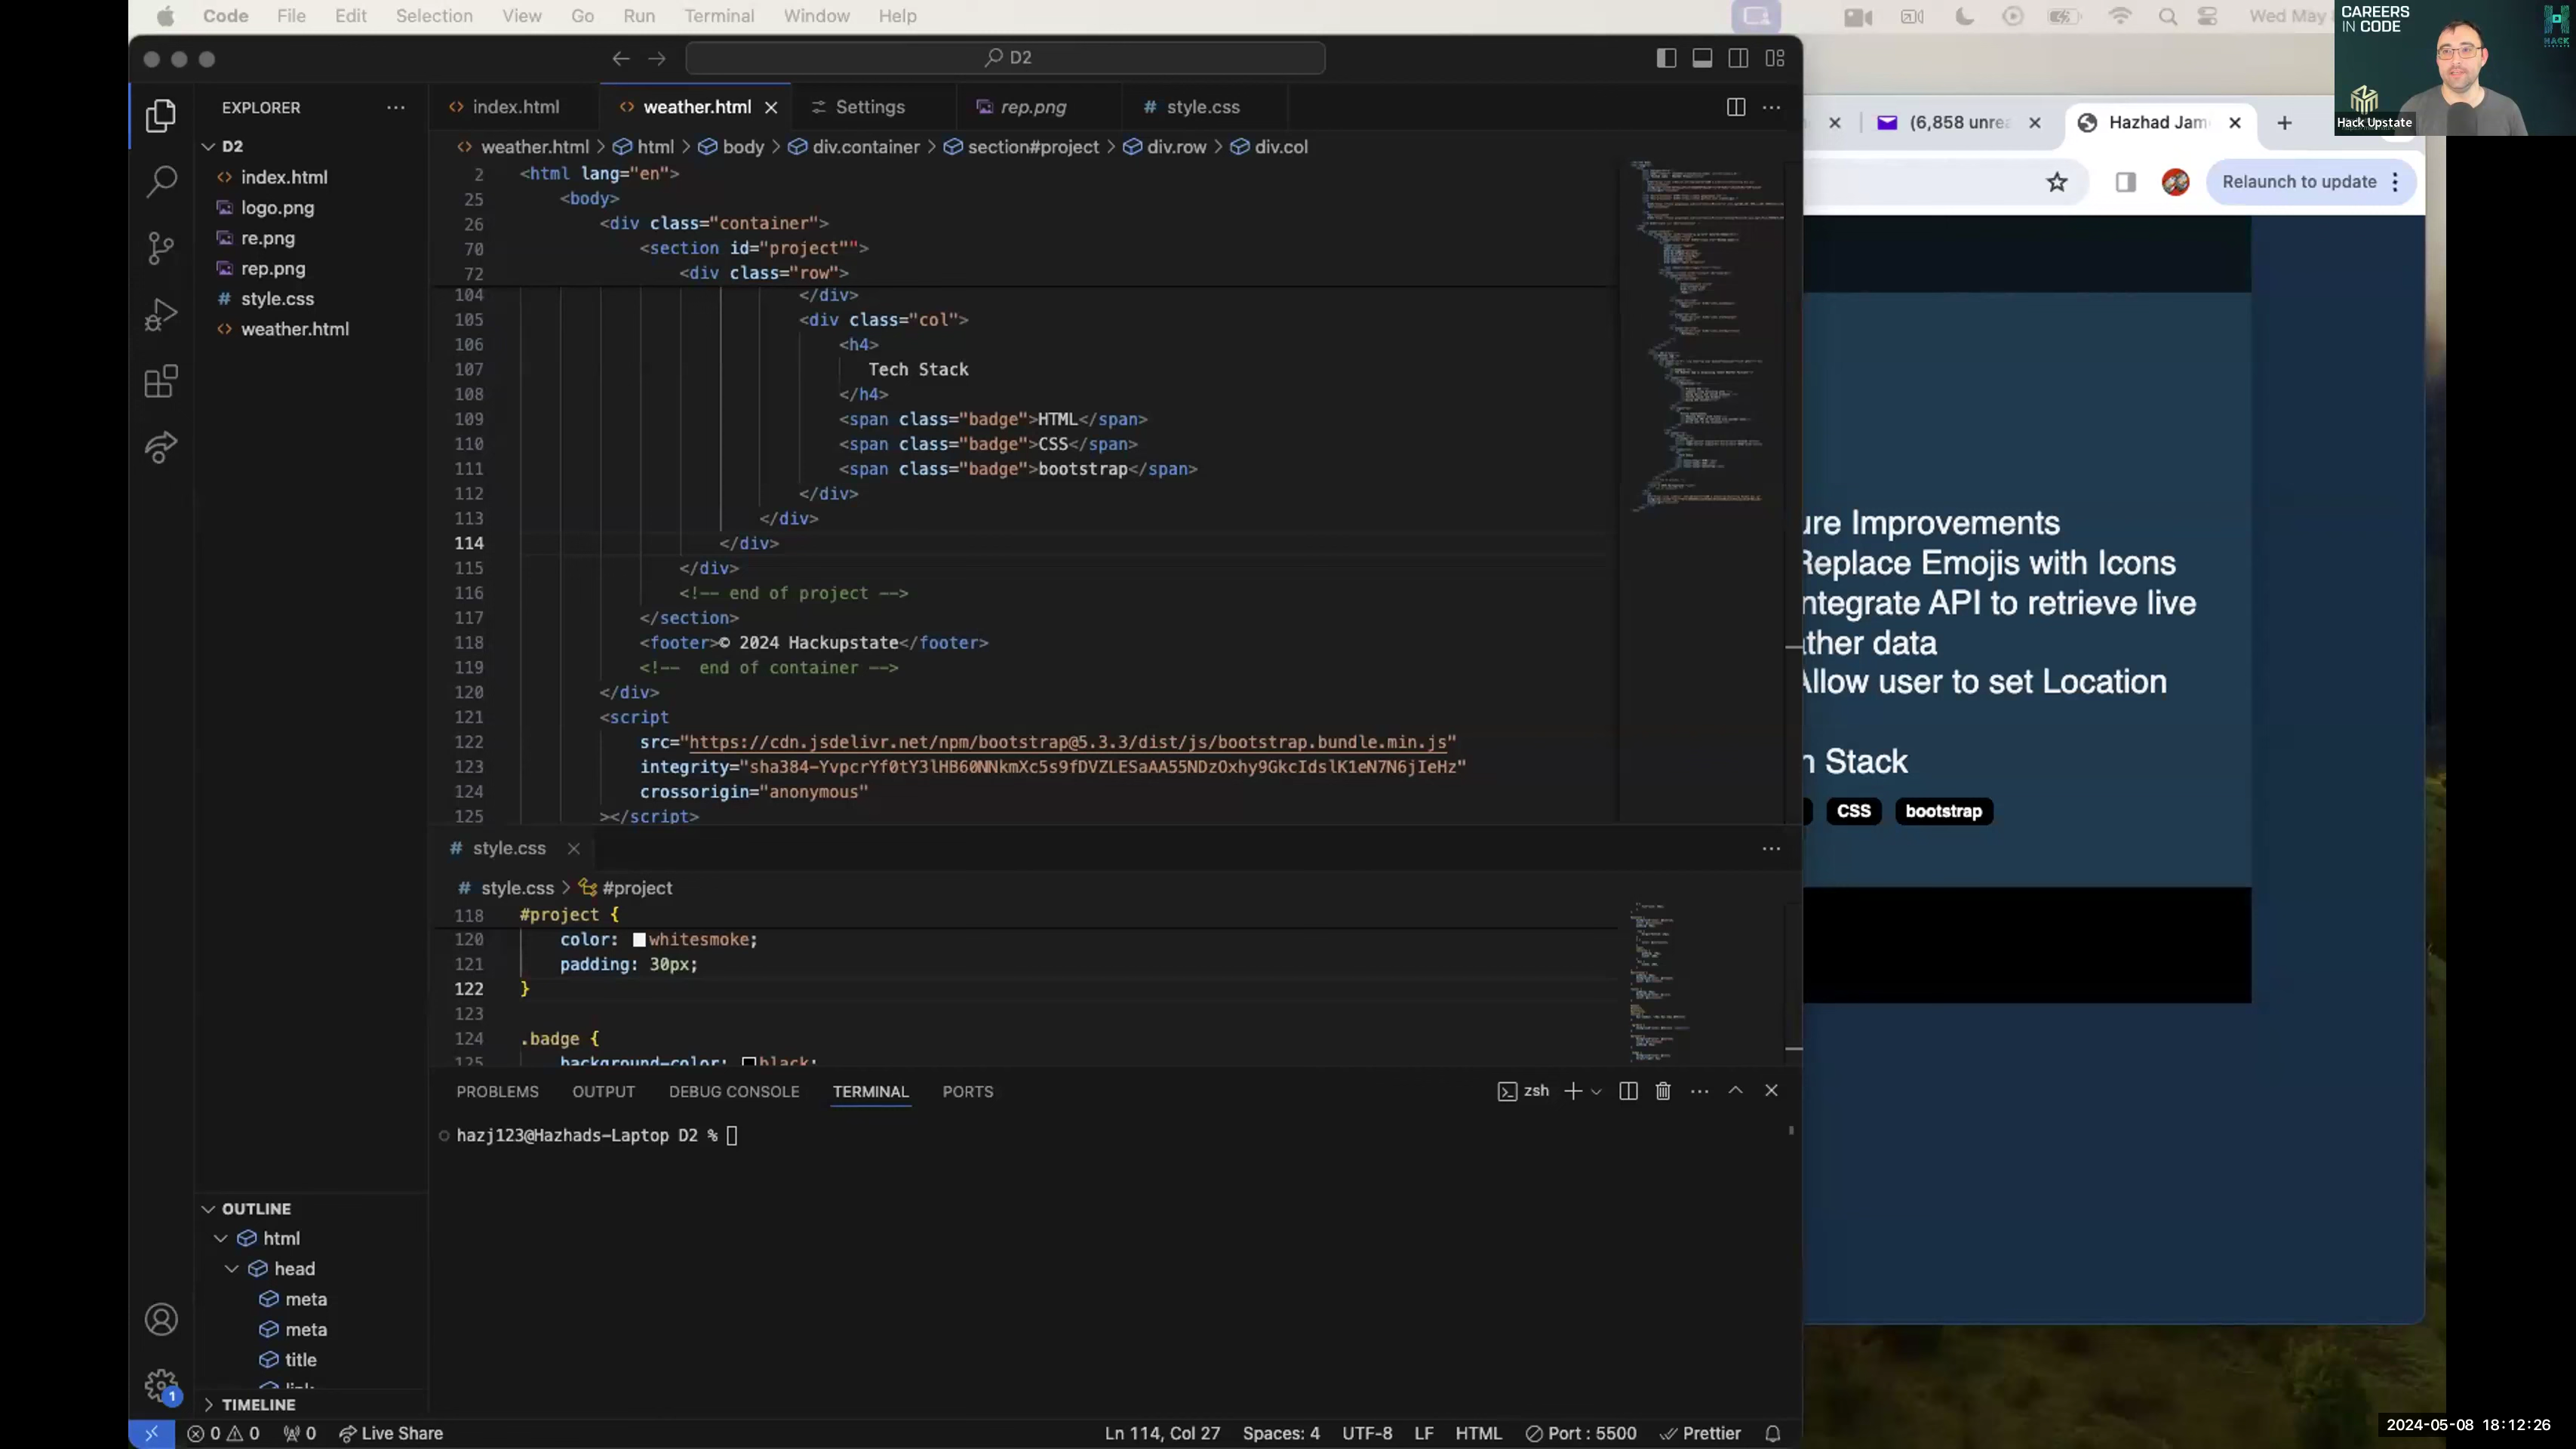 Code File Edit Selection View Go Run Terminal Window Help Wed May
CAREERS
IN CODE
HACK
Hack Upstate
D2
EXPLORER
D2
index.html
logo.png
re.png
rep.png
style.css
weather.html
index.html weather.html Settings rep.png style.css
weather.html > html > body > div.container > section#project > div.row > div.col
2 <html lang="en">
25 <body>
26 <div class="container">
70 <section id="project"">
72 <div class="row">
104 </div>
105 <div class="col">
106 <h4>
107 Tech Stack
108 </h4>
109 <span class="badge">HTML</span>
110 <span class="badge">CSS</span>
111 <span class="badge">bootstrap</span>
112 </div>
113 </div>
114 </div>
115 </div>
116 <!-- end of project -->
117 </section>
118 <footer>© 2024 Hackupstate</footer>
119 <!--  end of container -->
120 </div>
121 <script
122 src="https://cdn.jsdelivr.net/npm/bootstrap@5.3.3/dist/js/bootstrap.bundle.min.js"
123 integrity="sha384-YvpcrYf0tY3lHB60NNkmXc5s9fDVZLESaAA55NDzOxhy9GkcIdslK1eN7N6jIeHz"
124 crossorigin="anonymous"
125 ></script>
style.css
style.css > #project
118 #project {
120 color: whitesmoke;
121 padding: 30px;
122 }
123
124 .badge {
125 background-color: black;
PROBLEMS OUTPUT DEBUG CONSOLE TERMINAL PORTS
zsh
hazj123@Hazhads-Laptop D2 %
OUTLINE
html
head
meta
meta
title
link
TIMELINE
1
0 0 0 Live Share
Ln 114, Col 27 Spaces: 4 UTF-8 LF HTML Port : 5500 Prettier
(6,858 unrea Hazhad Jam
Relaunch to update
ure Improvements
Replace Emojis with Icons
ntegrate API to retrieve live
ther data
Allow user to set Location
n Stack
CSS bootstrap
2024-05-08 18:12:26